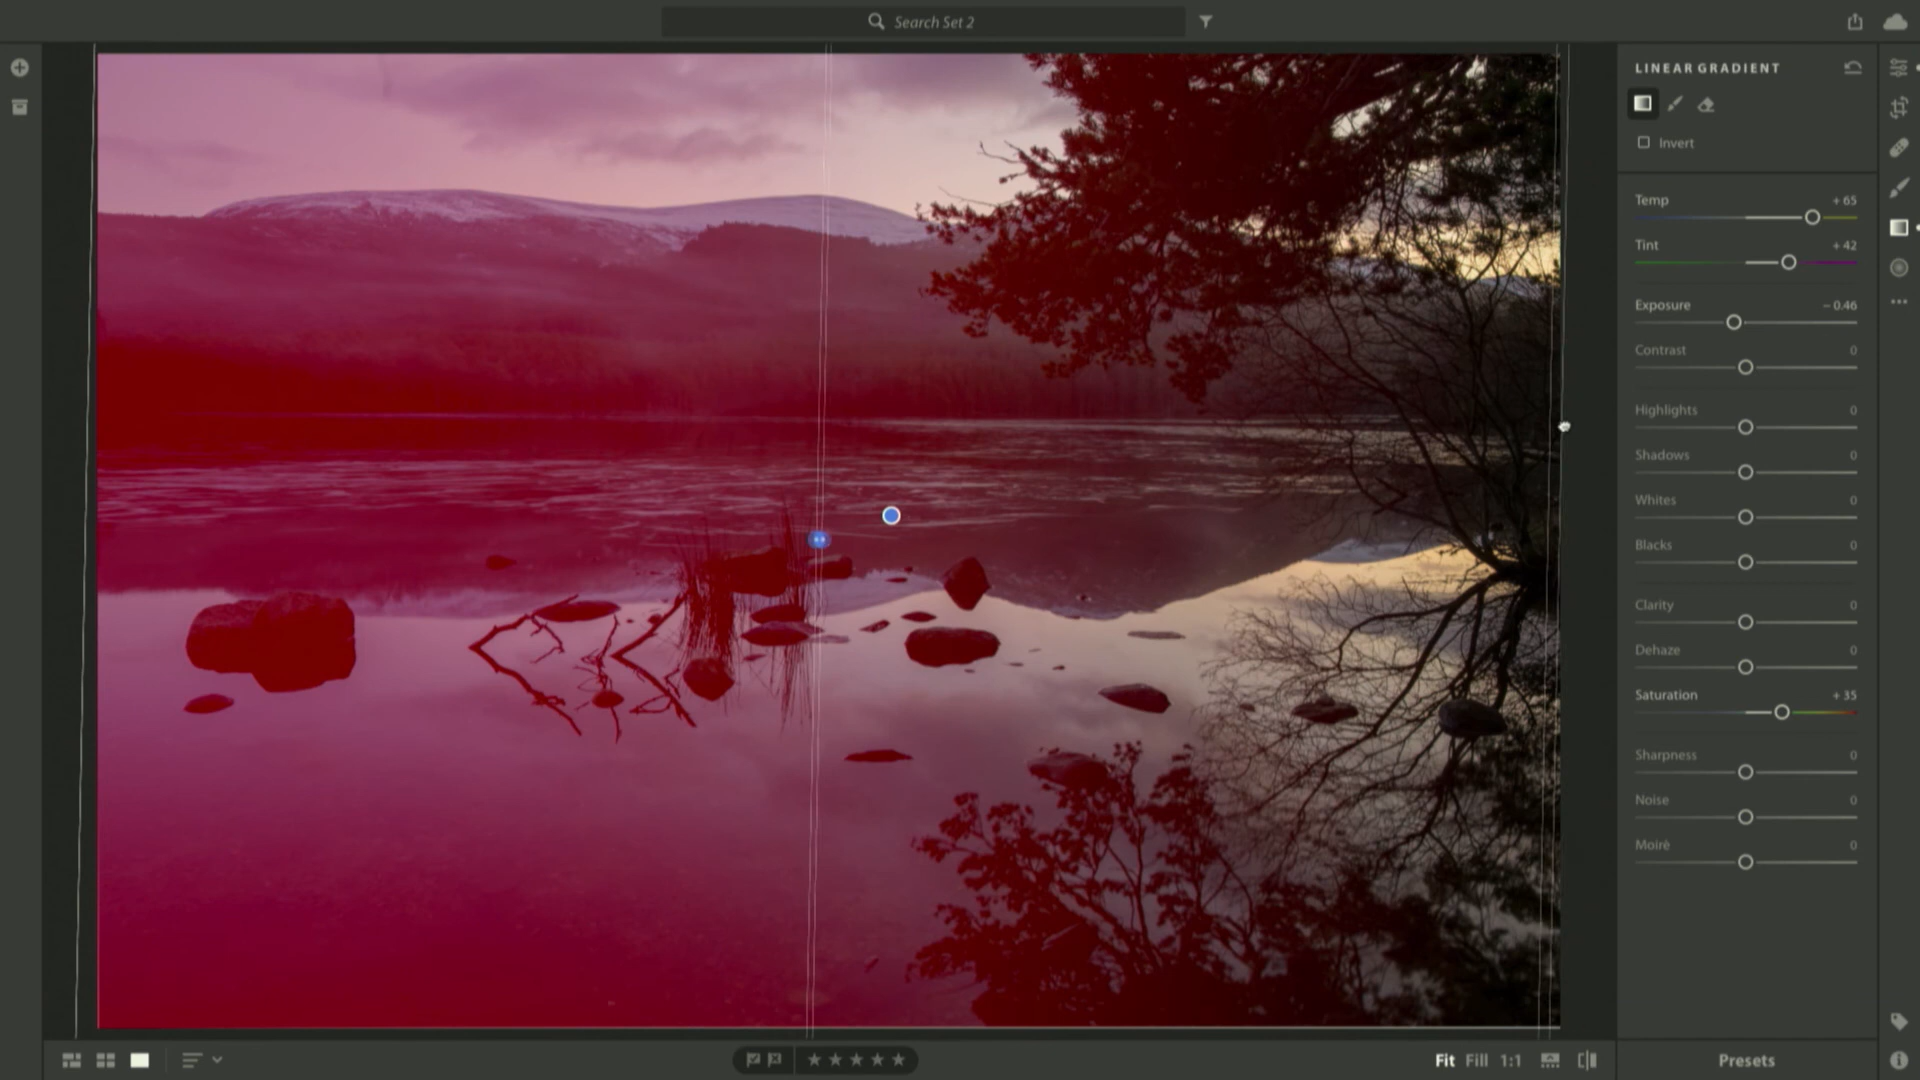 Search Set 2
LINEAR GRADIENT
Invert
Temp + 65
Tint + 42
Exposure – 0.46
Contrast 0
Highlights 0
Shadows 0
Whites 0
Blacks 0
Clarity 0
Dehaze 0
Saturation + 35
Sharpness 0
Noise 0
Moirè 0
Fit Fill 1:1
Presets